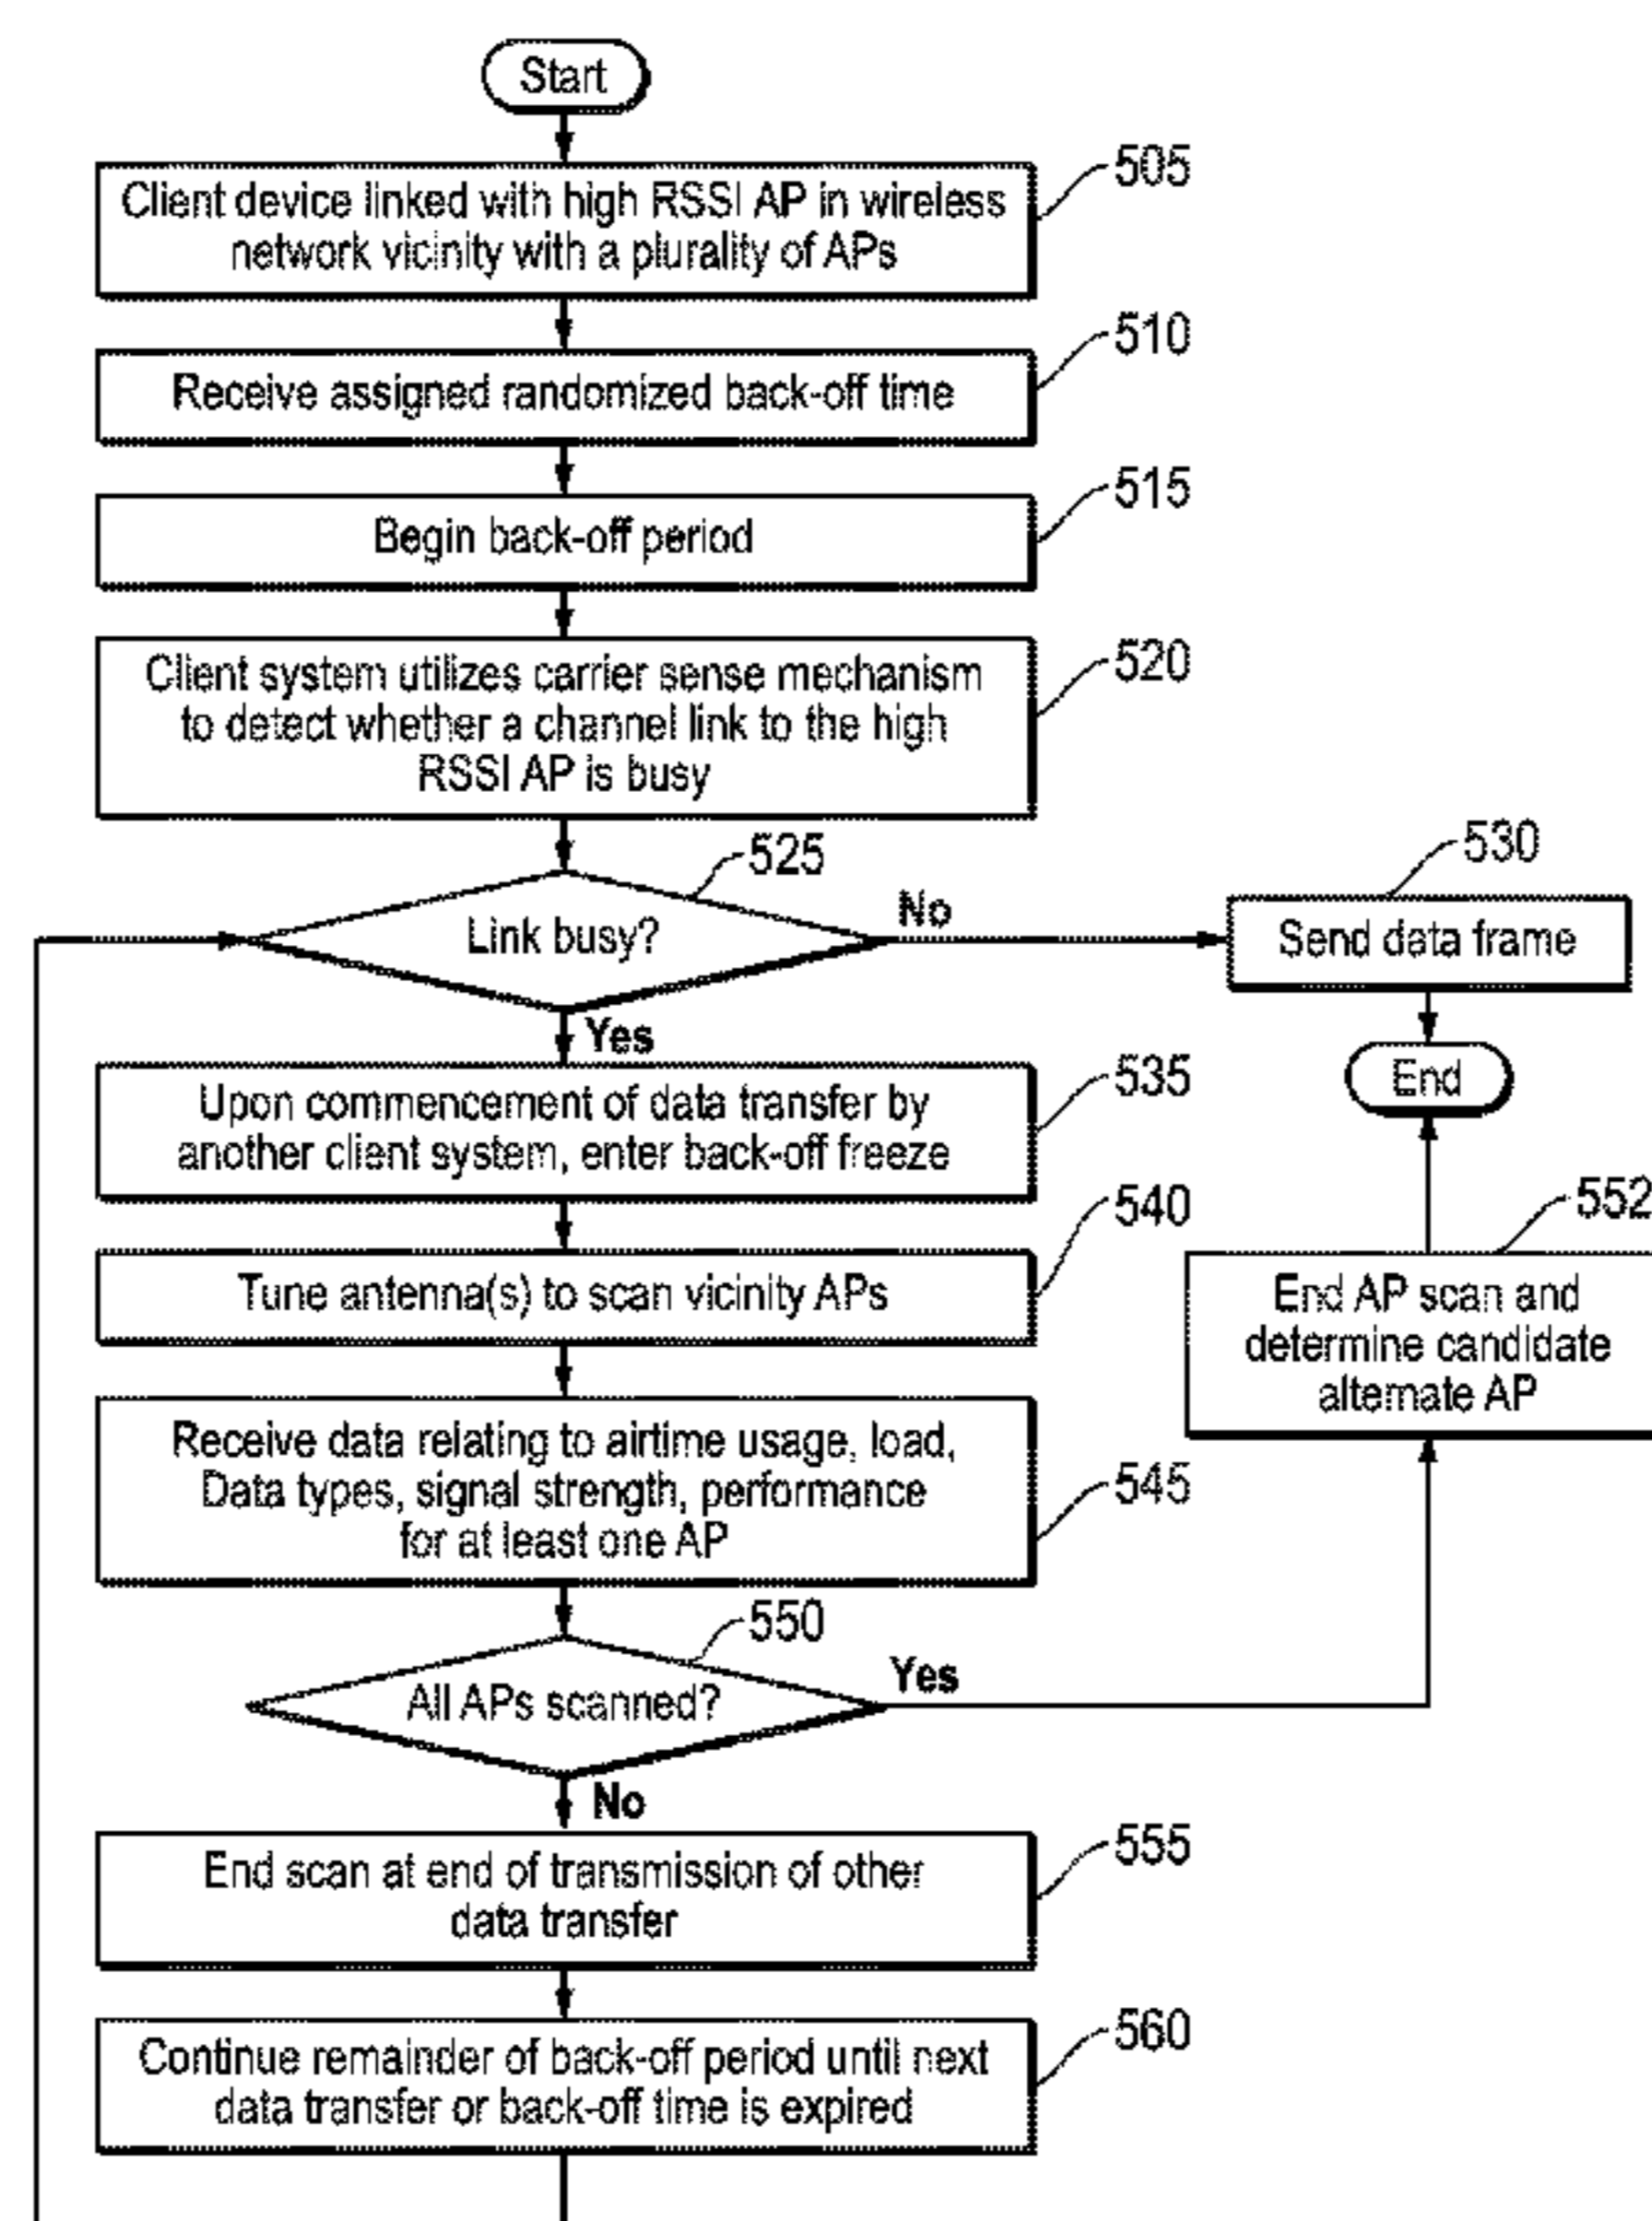 Start
505
Client device linked with high RSSI AP in wireless
network vicinity with a plurality of APs
510
Receive assigned randomized back-off time
515
Begin back-off period
520
Client system utilizes carrier sense mechanism
to detect whether a channel link to the high
RSSI AP is busy
525
Link busy?
No
530
Send data frame
Yes
End
535
Upon commencement of data transfer by
another client system, enter back-off freeze
540
Tune antenna(s) to scan vicinity APs
552
End AP scan and
determine candidate
alternate AP
545
Receive data relating to airtime usage, load,
Data types, signal strength, performance
for at least one AP
550
All APs scanned?
Yes
No
555
End scan at end of transmission of other
data transfer
560
Continue remainder of back-off period until next
data transfer or back-off time is expired